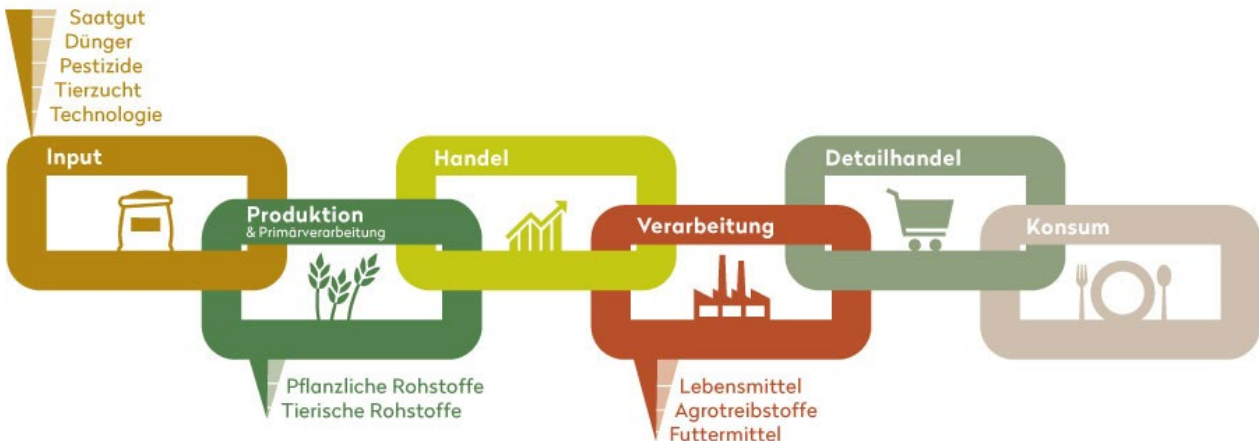 Saatgut
Dünger
Pestizide
Tierzucht
Technologie
Input
Produktion
& Primärverarbeitung
Handel
Verarbeitung
Detailhandel
Konsum
Pflanzliche Rohstoffe
Tierische Rohstoffe
Lebensmittel
Agrotreibstoffe
Futtermittel